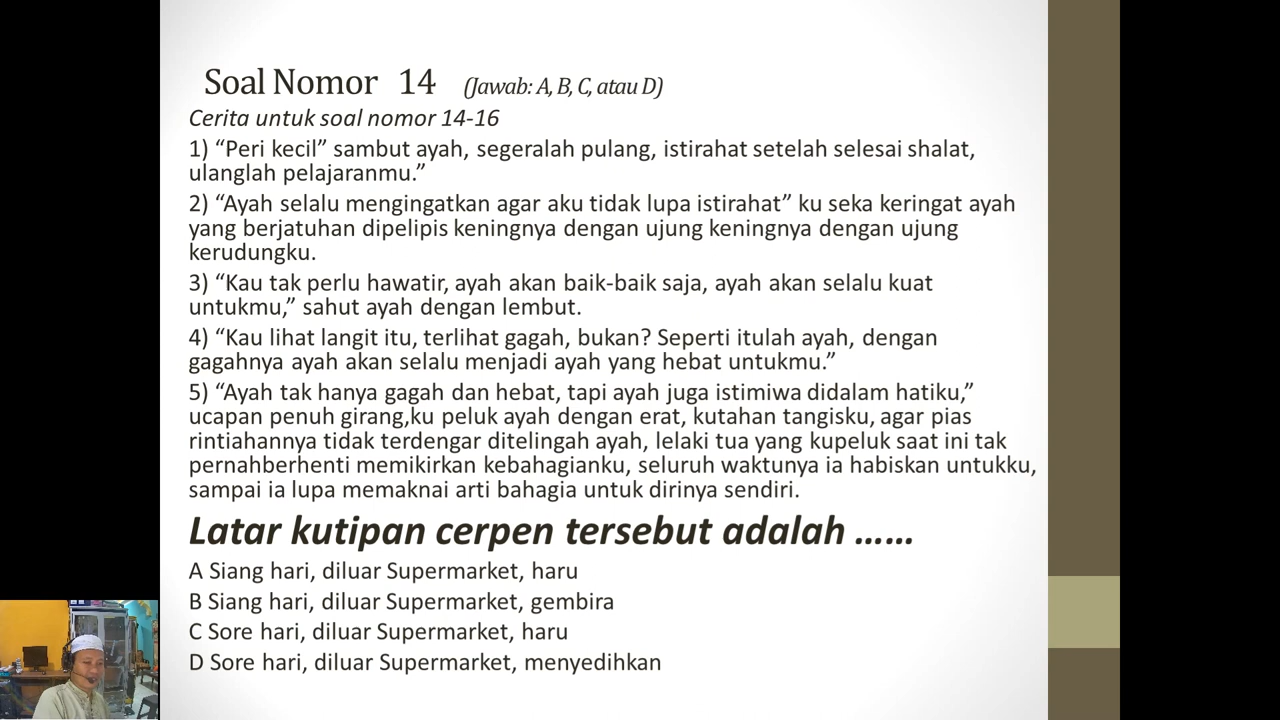 Soal Nomor 14 (Jawab: A, B, C, atau D)
Cerita untuk soal nomor 14-16
1) “Peri kecil” sambut ayah, segeralah pulang, istirahat setelah selesai shalat,
ulanglah pelajaranmu.”
2) “Ayah selalu mengingatkan agar aku tidak lupa istirahat” ku seka keringat ayah
yang berjatuhan dipelipis keningnya dengan ujung keningnya dengan ujung
kerudungku.
3) “Kau tak perlu hawatir, ayah akan baik-baik saja, ayah akan selalu kuat
untukmu,” sahut ayah dengan lembut.
4) “Kau lihat langit itu, terlihat gagah, bukan? Seperti itulah ayah, dengan
gagahnya ayah akan selalu menjadi ayah yang hebat untukmu.”
5) “Ayah tak hanya gagah dan hebat, tapi ayah juga istimiwa didalam hatiku,”
ucapan penuh girang,ku peluk ayah dengan erat, kutahan tangisku, agar pias
rintiahannya tidak terdengar ditelingah ayah, lelaki tua yang kupeluk saat ini tak
pernahberhenti memikirkan kebahagianku, seluruh waktunya ia habiskan untukku,
sampai ia lupa memaknai arti bahagia untuk dirinya sendiri.
Latar kutipan cerpen tersebut adalah ……
A Siang hari, diluar Supermarket, haru
B Siang hari, diluar Supermarket, gembira
C Sore hari, diluar Supermarket, haru
D Sore hari, diluar Supermarket, menyedihkan